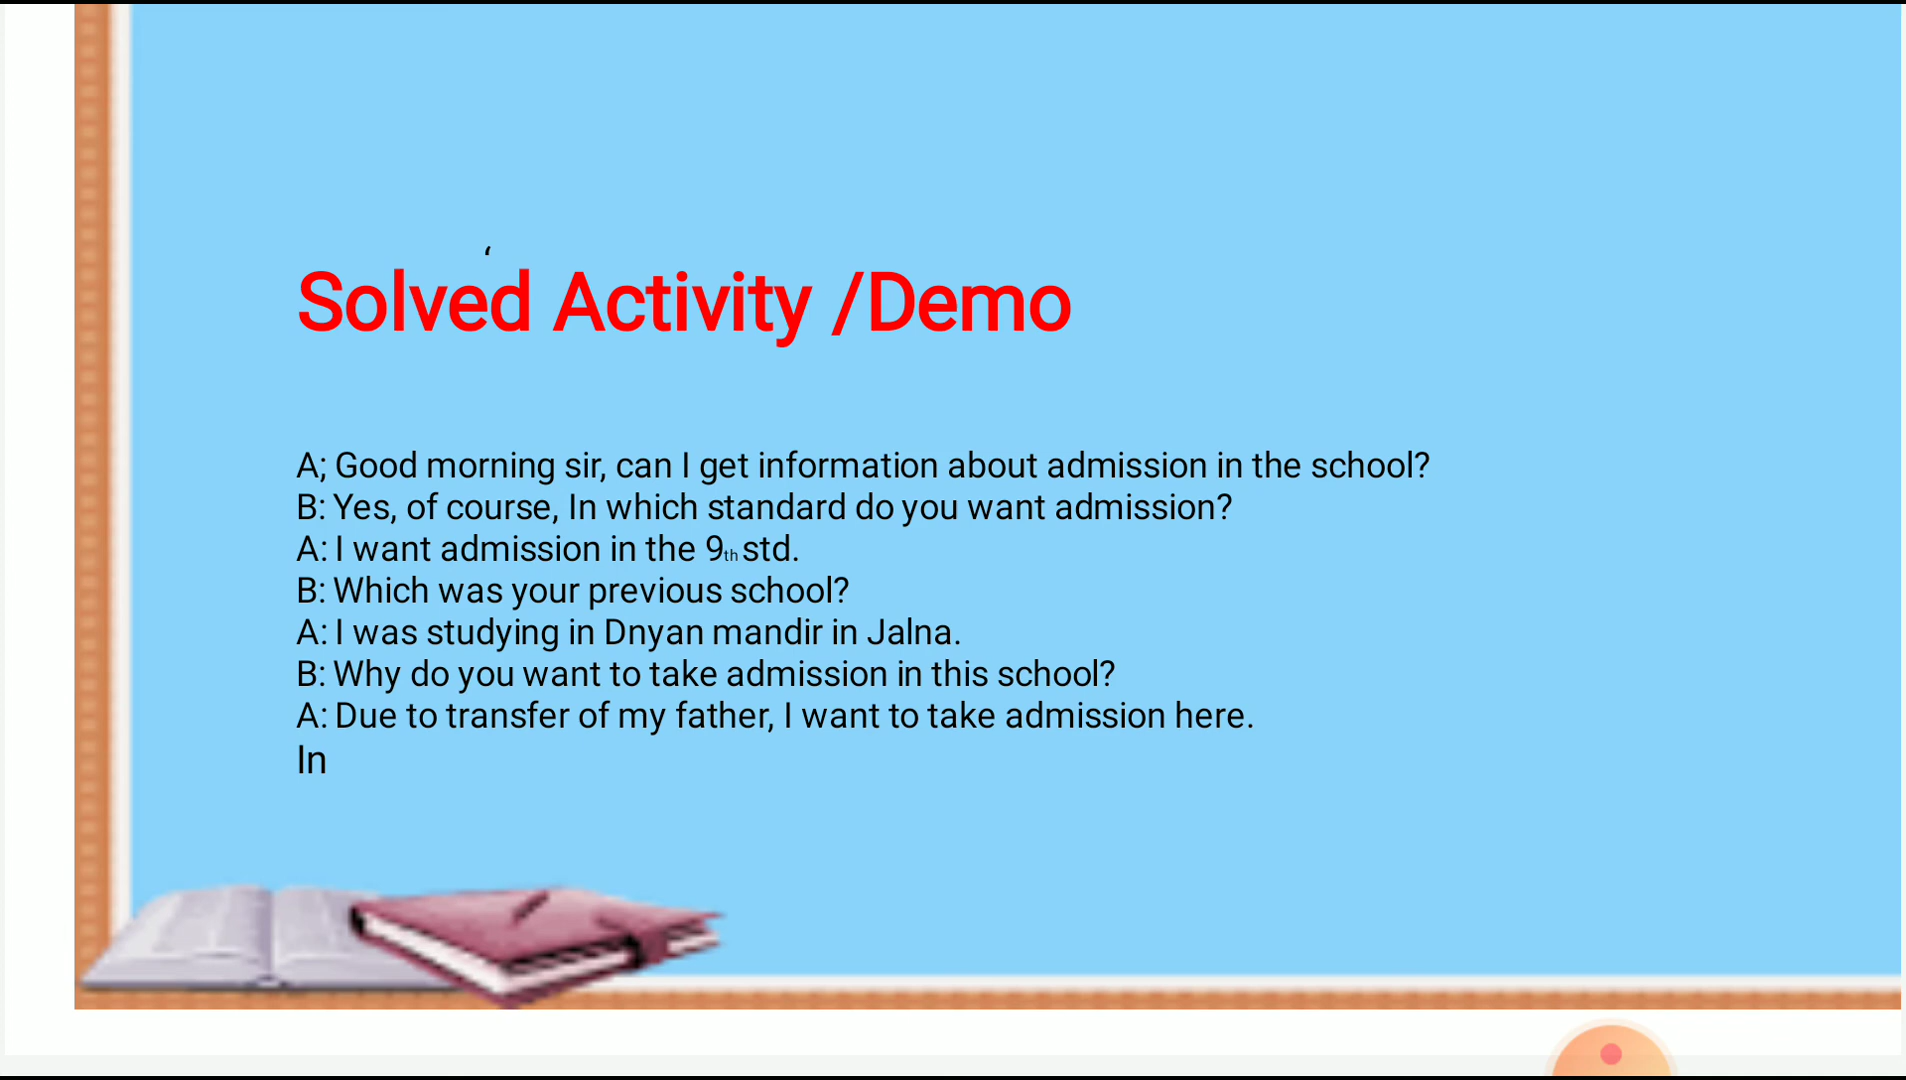 ‘
Solved Activity /Demo
A; Good morning sir, can I get information about admission in the school?
B: Yes, of course, In which standard do you want admission?
A: I want admission in the 9th std.
B: Which was your previous school?
A: I was studying in Dnyan mandir in Jalna.
B: Why do you want to take admission in this school?
A: Due to transfer of my father, I want to take admission here.
In